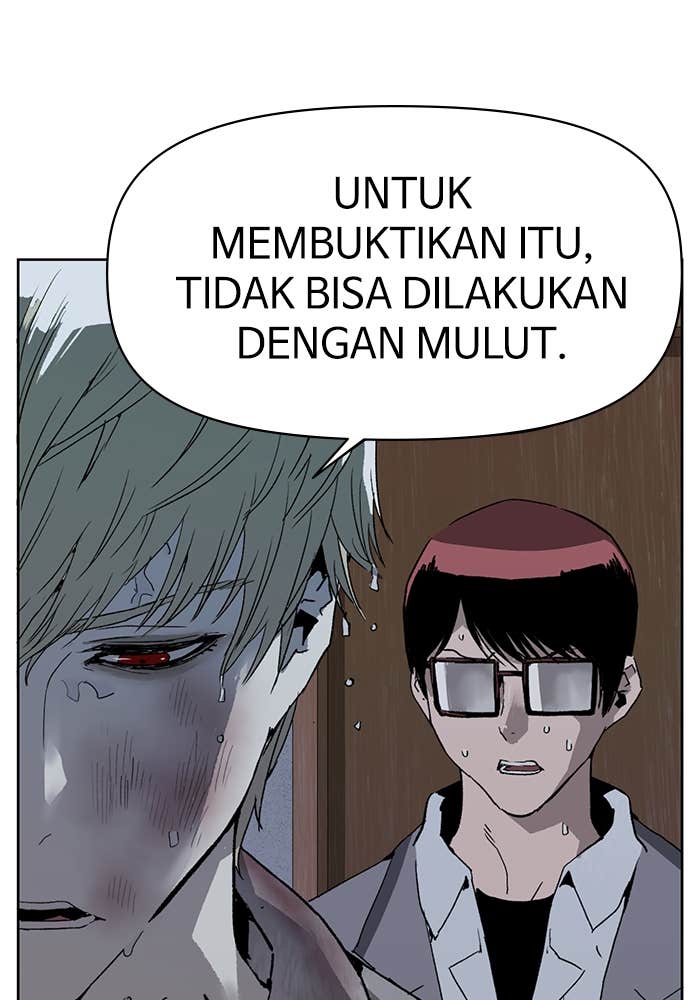 UNTUK
MEMBUKTIKAN ITU,
TIDAK BISA DILAKUKAN
DENGAN MULUT.